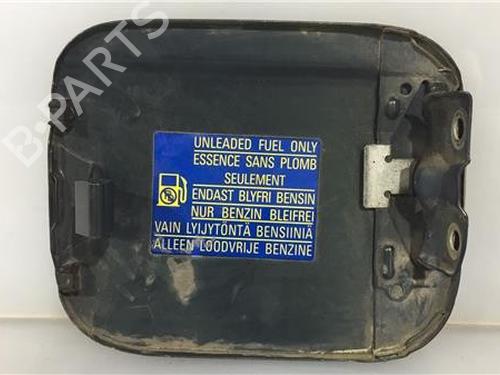 B-PARTS
UNLEADED FUEL ONLY
ESSENCE SANS PLOMB
SEULEMENT
ENDAST BLYFRI BENSIN
NUR BENZIN BLEIFREI
VAIN LYIJYTÖNTÄ BENSIINIÄ
ALLEEN LOODVRIJE BENZINE